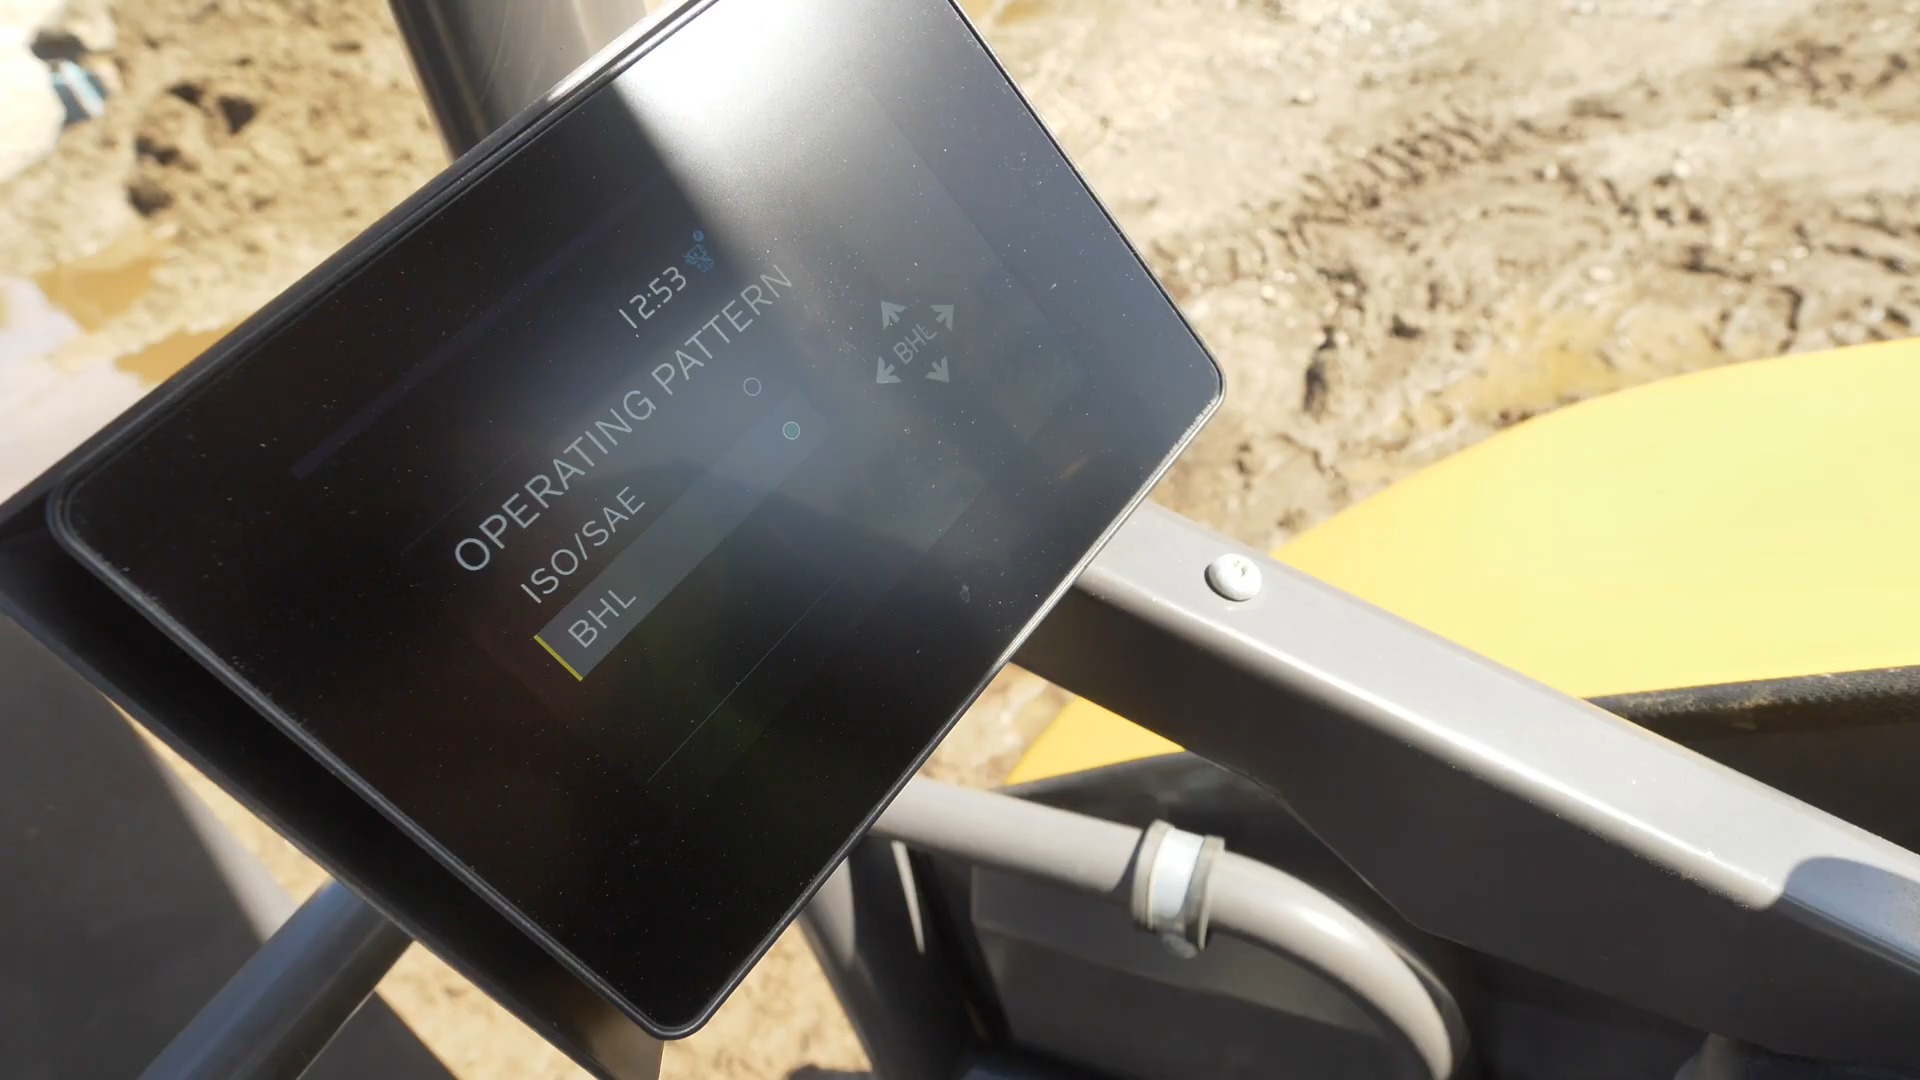 12:53
OPERATING PATTERN
ISO/SAE
BHL
BHL